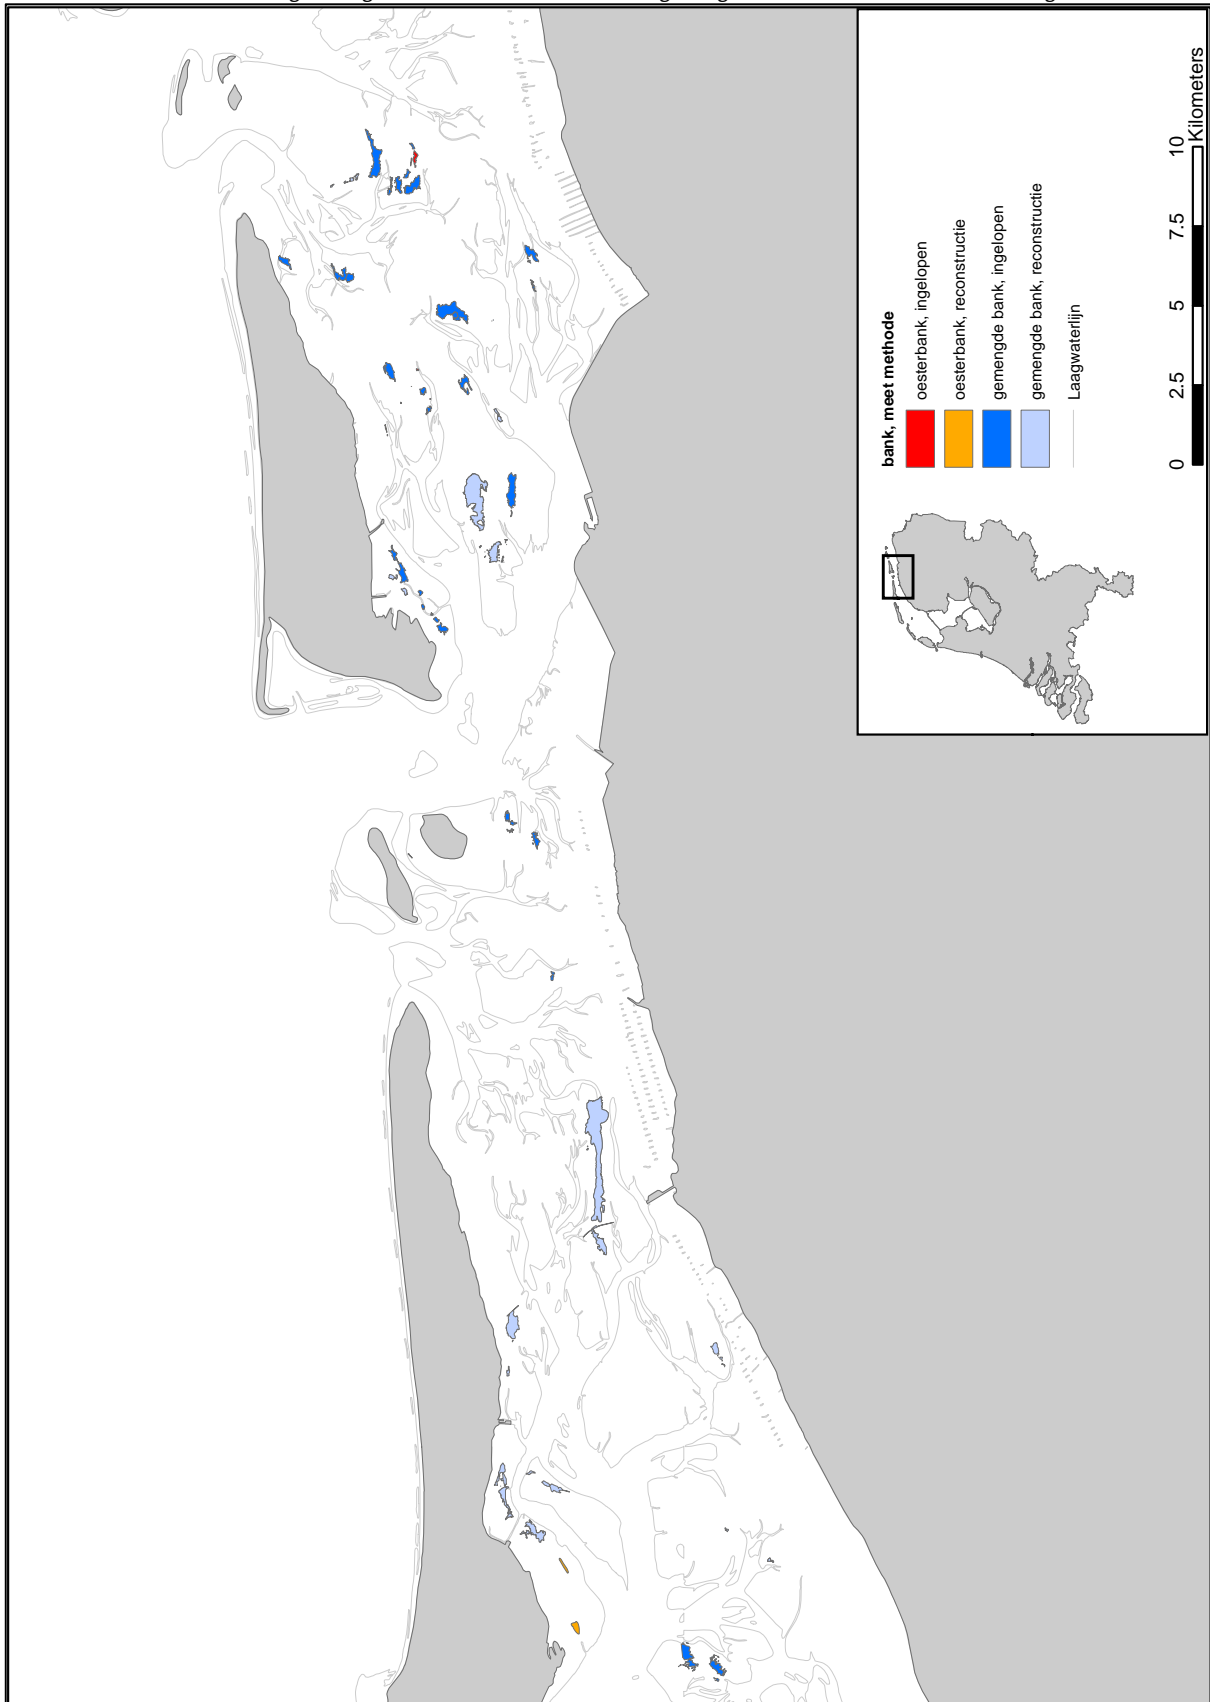 bank, meet methode
oesterbank, ingelopen
oesterbank, reconstructie
gemengde bank, ingelopen
gemengde bank, reconstructie
Laagwaterlijn
0 2.5 5 7.5 10
Kilometers